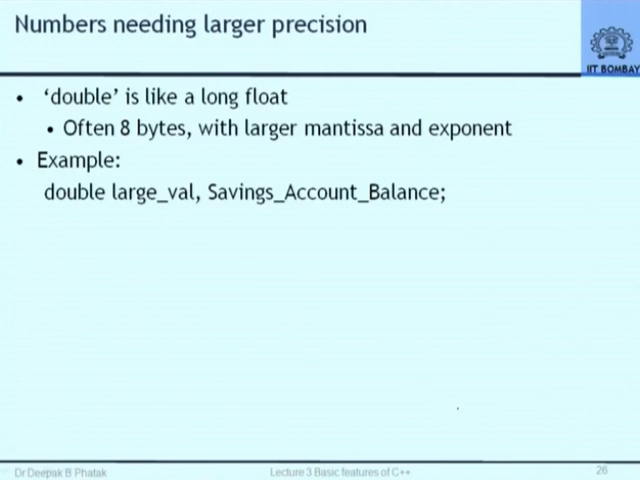 Numbers needing larger precision
IIT BOMBAY
• ‘double’ is like a long float
• Often 8 bytes, with larger mantissa and exponent
• Example:
double large_val, Savings_Account_Balance;
Dr Deepak B Phatak
Lecture 3 Basic features of C++
26